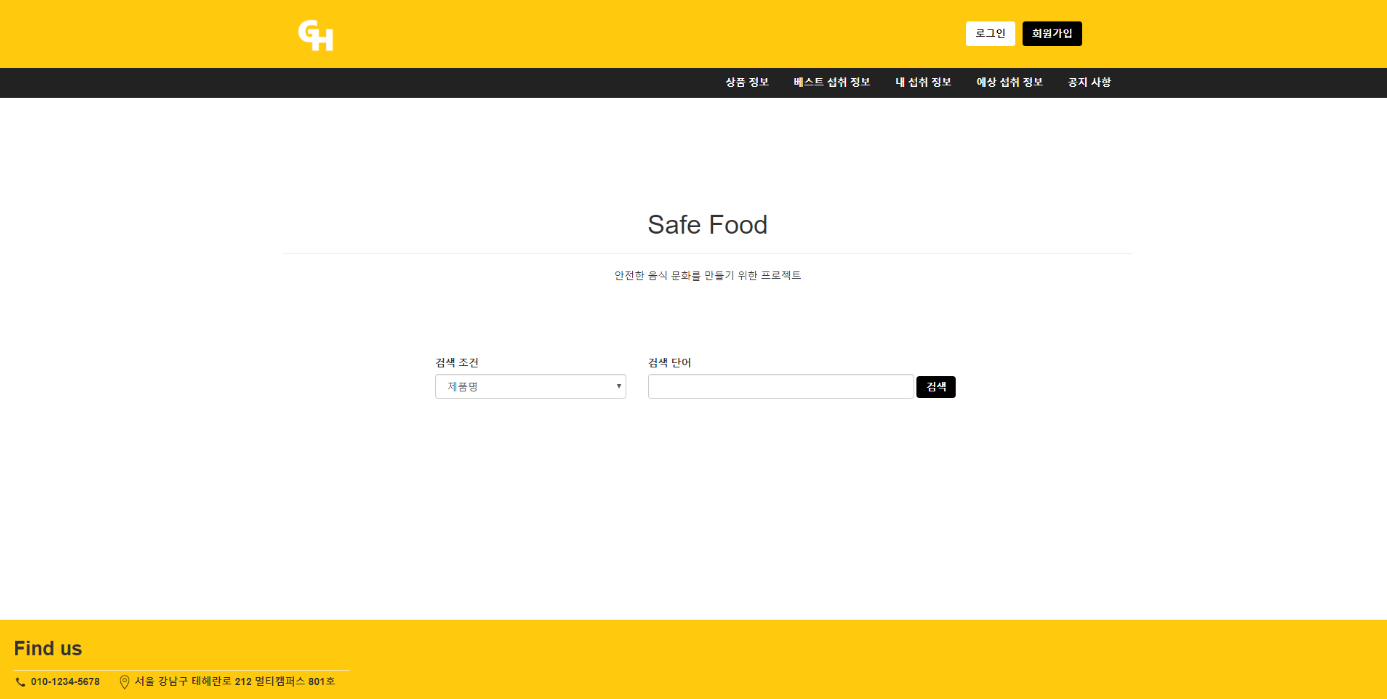 GH
로그인 회원가입
상품 정보 베스트 섭취 정보 내 섭취 정보 예상 섭취 정보 공지 사항
Safe Food
안전한 음식 문화를 만들기 위한 프로젝트
검색 조건 검색 단어
제품명 검색
Find us
010-1234-5678 서울 강남구 테헤란로 212 멀티캠퍼스 801호